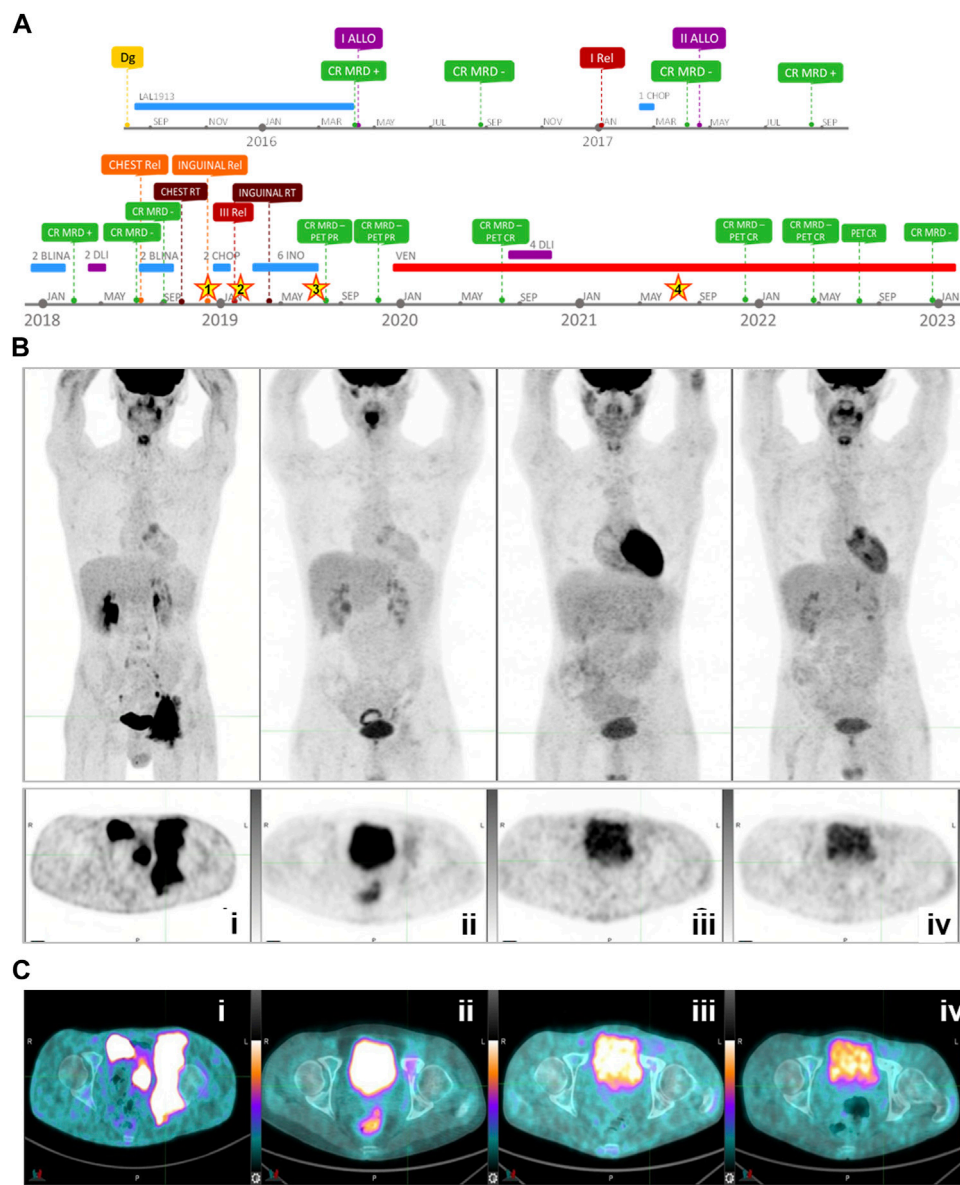 A
I ALLO
II ALLO
Dg
CR MRD +
CR MRD -
I Rel
CR MRD -
CR MRD +
LAL1913
1 CHOP
SEP
NOV
JAN
MAR
MAY
JUL
SEP
NOV
JAN
MAR
MAY
JUL
SEP
2016
2017
CHEST Rel
INGUINAL Rel
CHEST RT
INGUINAL RT
CR MRD -
III Rel
CR MRD +
CR MRD -
CR MRD – PET PR
CR MRD – PET PR
CR MRD – PET CR
CR MRD – PET CR
CR MRD – PET CR
PET CR
CR MRD -
2 BLINA
2 DLI
2 BLINA
2 CHOP
6 INO
VEN
4 DLI
1
2
3
4
JAN
MAY
SEP
JAN
MAY
SEP
JAN
MAY
SEP
JAN
MAY
SEP
JAN
MAY
SEP
JAN
2018
2019
2020
2021
2022
2023
B
R
L
R
L
R
L
R
L
i
ii
iii
iv
P
P
P
P
C
i
ii
iii
iv
R
L
R
L
R
L
R
L
P
P
P
P